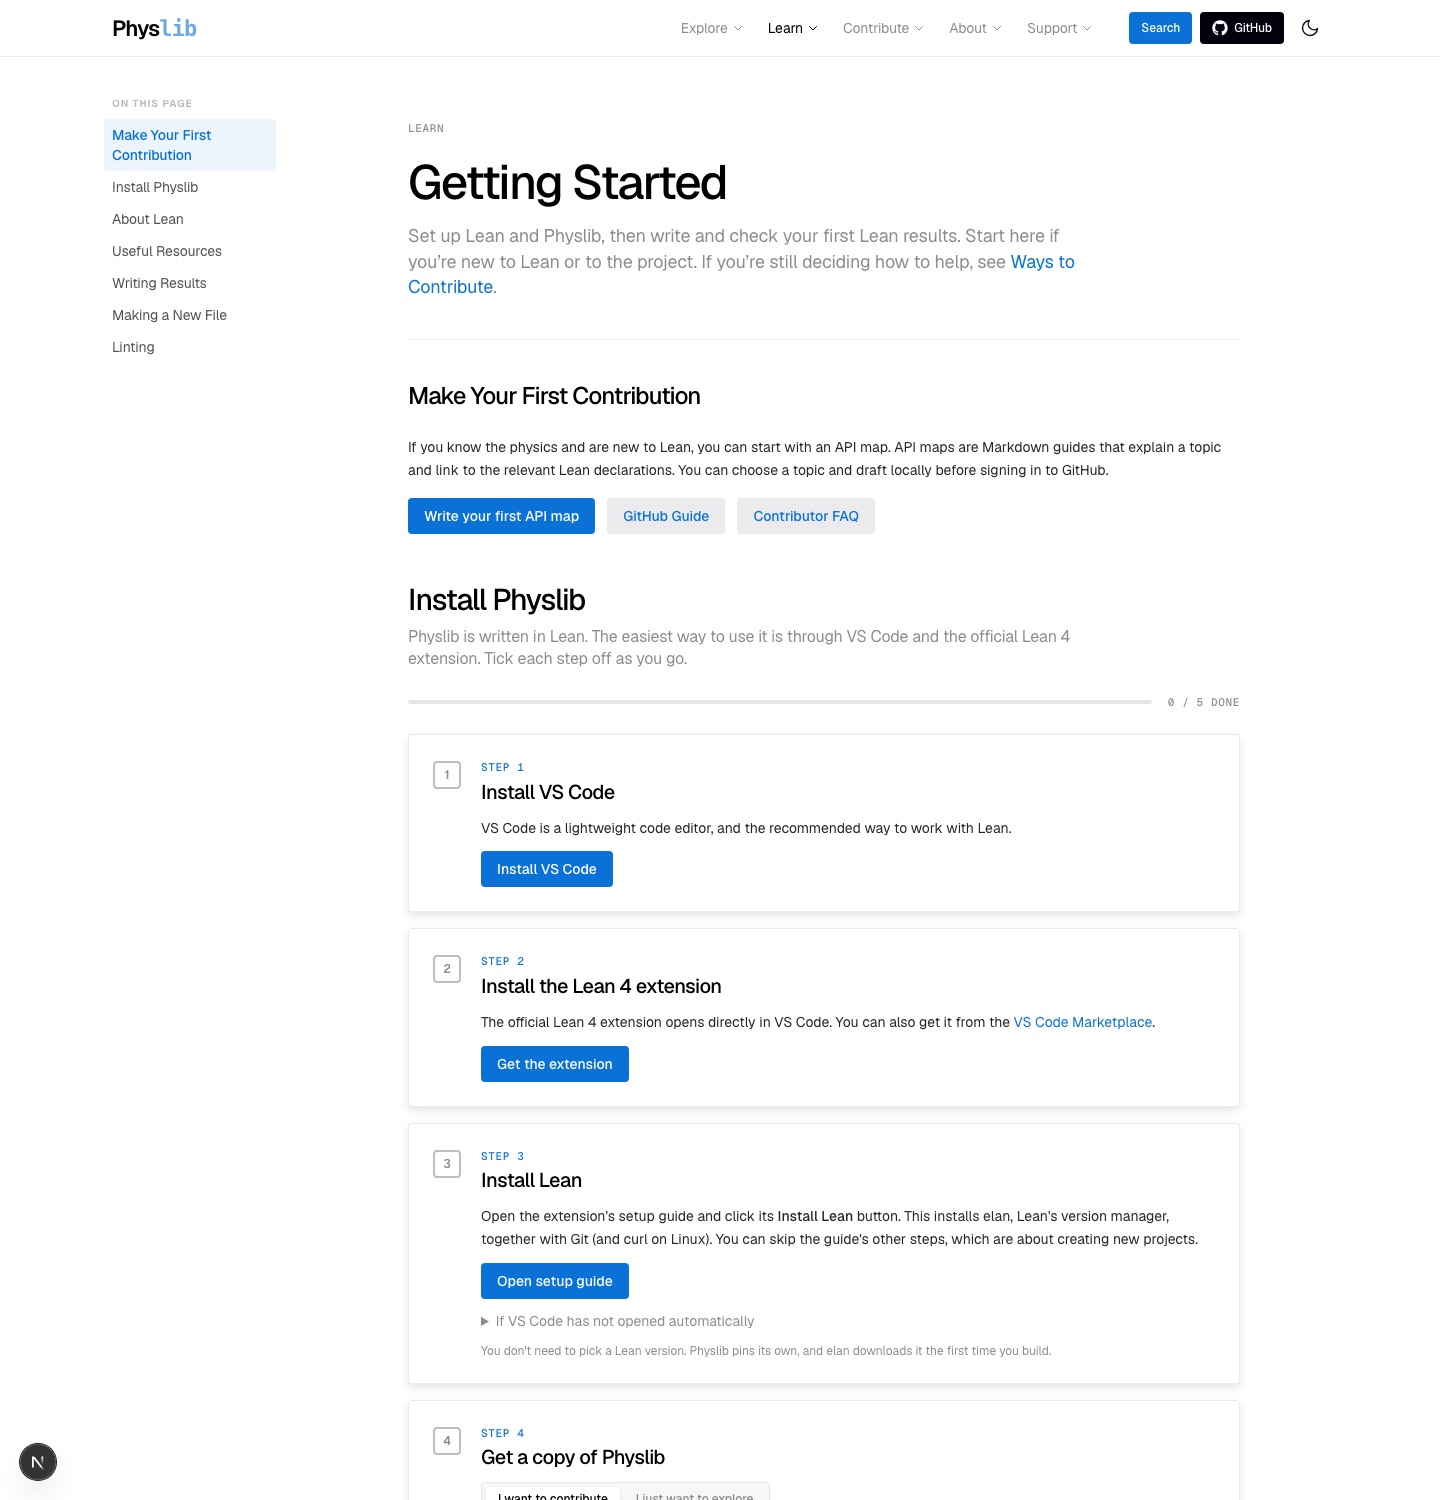 Physlib
Explore
Learn
Contribute
About
Support
Search
GitHub
ON THIS PAGE
Make Your First
Contribution
Install Physlib
About Lean
Useful Resources
Writing Results
Making a New File
Linting
LEARN
Getting Started
Set up Lean and Physlib, then write and check your first Lean results. Start here if
you’re new to Lean or to the project. If you’re still deciding how to help, see Ways to
Contribute.
Make Your First Contribution
If you know the physics and are new to Lean, you can start with an API map. API maps are Markdown guides that explain a topic
and link to the relevant Lean declarations. You can choose a topic and draft locally before signing in to GitHub.
Write your first API map
GitHub Guide
Contributor FAQ
Install Physlib
Physlib is written in Lean. The easiest way to use it is through VS Code and the official Lean 4
extension. Tick each step off as you go.
0 / 5 DONE
1
STEP 1
Install VS Code
VS Code is a lightweight code editor, and the recommended way to work with Lean.
Install VS Code
2
STEP 2
Install the Lean 4 extension
The official Lean 4 extension opens directly in VS Code. You can also get it from the VS Code Marketplace.
Get the extension
3
STEP 3
Install Lean
Open the extension's setup guide and click its Install Lean button. This installs elan, Lean's version manager,
together with Git (and curl on Linux). You can skip the guide's other steps, which are about creating new projects.
Open setup guide
If VS Code has not opened automatically
You don't need to pick a Lean version. Physlib pins its own, and elan downloads it the first time you build.
4
STEP 4
Get a copy of Physlib
I want to contribute
I just want to explore
N